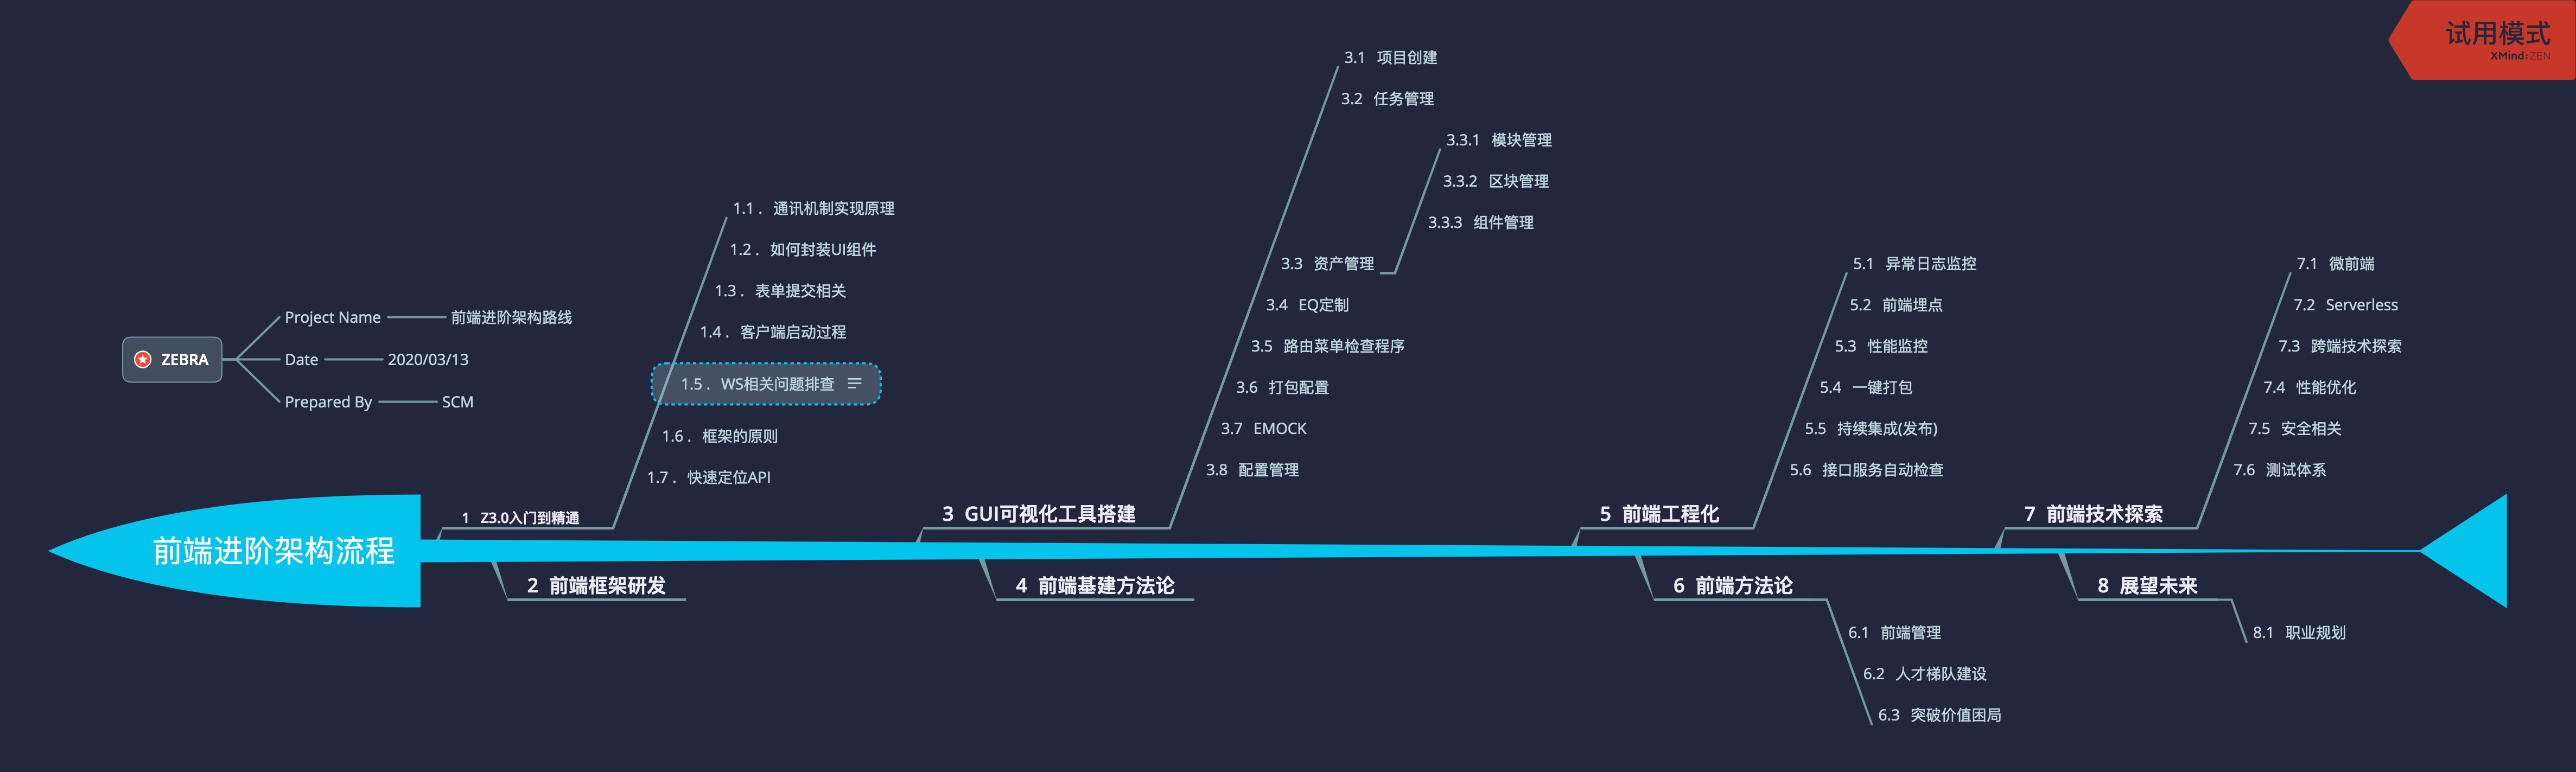 试用模式
XMind:ZEN
ZEBRA
Project Name
前端进阶架构路线
Date
2020/03/13
Prepared By
SCM
前端进阶架构流程
1 Z3.0入门到精通
1.1 . 通讯机制实现原理
1.2 . 如何封装UI组件
1.3 . 表单提交相关
1.4 . 客户端启动过程
1.5 . WS相关问题排查
1.6 . 框架的原则
1.7 . 快速定位API
2 前端框架研发
3 GUI可视化工具搭建
3.1 项目创建
3.2 任务管理
3.3 资产管理
3.3.1 模块管理
3.3.2 区块管理
3.3.3 组件管理
3.4 EQ定制
3.5 路由菜单检查程序
3.6 打包配置
3.7 EMOCK
3.8 配置管理
4 前端基建方法论
5 前端工程化
5.1 异常日志监控
5.2 前端埋点
5.3 性能监控
5.4 一键打包
5.5 持续集成(发布)
5.6 接口服务自动检查
6 前端方法论
6.1 前端管理
6.2 人才梯队建设
6.3 突破价值困局
7 前端技术探索
7.1 微前端
7.2 Serverless
7.3 跨端技术探索
7.4 性能优化
7.5 安全相关
7.6 测试体系
8 展望未来
8.1 职业规划